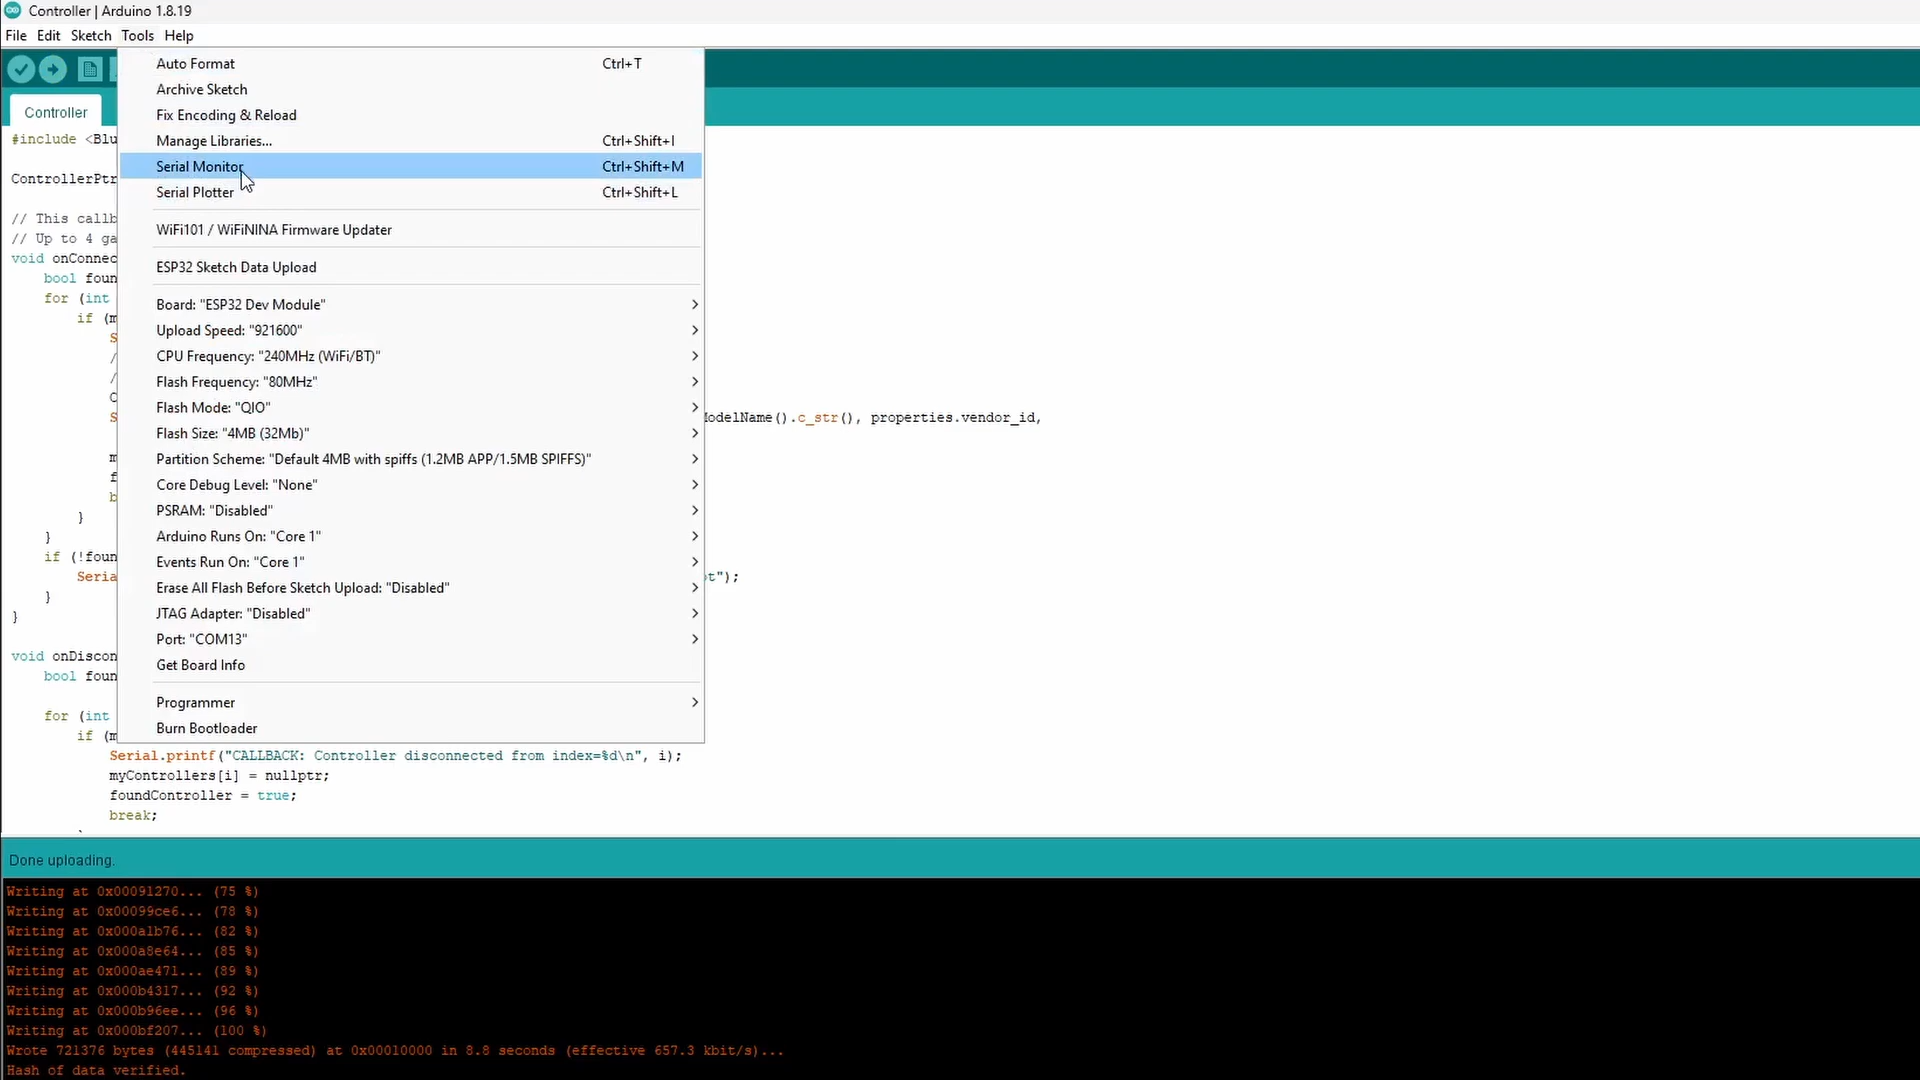 Controller | Arduino 1.8.19
File Edit Sketch Tools Help
Auto Format Ctrl+T
Archive Sketch
Fix Encoding & Reload
Manage Libraries... Ctrl+Shift+I
Serial Monitor Ctrl+Shift+M
Serial Plotter Ctrl+Shift+L
WiFi101 / WiFiNINA Firmware Updater
ESP32 Sketch Data Upload
Board: "ESP32 Dev Module"
Upload Speed: "921600"
CPU Frequency: "240MHz (WiFi/BT)"
Flash Frequency: "80MHz"
Flash Mode: "QIO"
Flash Size: "4MB (32Mb)"
Partition Scheme: "Default 4MB with spiffs (1.2MB APP/1.5MB SPIFFS)"
Core Debug Level: "None"
PSRAM: "Disabled"
Arduino Runs On: "Core 1"
Events Run On: "Core 1"
Erase All Flash Before Sketch Upload: "Disabled"
JTAG Adapter: "Disabled"
Port: "COM13"
Get Board Info
Programmer
Burn Bootloader
Controller
#include <Blu
ControllerPtr
// This callb
// Up to 4 ga
void onConnec
bool foun
for (int
if (m
S
/
/
C
S odelName().c_str(), properties.vendor_id,
m
f
b
}
}
if (!foun
Seria t");
}
}
void onDiscon
bool foun
for (int
if (m
Serial.printf("CALLBACK: Controller disconnected from index=%d\n", i);
myControllers[i] = nullptr;
foundController = true;
break;
Done uploading.
Writing at 0x00091270... (75 %)
Writing at 0x00099ce6... (78 %)
Writing at 0x000a1b76... (82 %)
Writing at 0x000a8e64... (85 %)
Writing at 0x000ae471... (89 %)
Writing at 0x000b4317... (92 %)
Writing at 0x000b96ee... (96 %)
Writing at 0x000bf207... (100 %)
Wrote 721376 bytes (445141 compressed) at 0x00010000 in 8.8 seconds (effective 657.3 kbit/s)...
Hash of data verified.